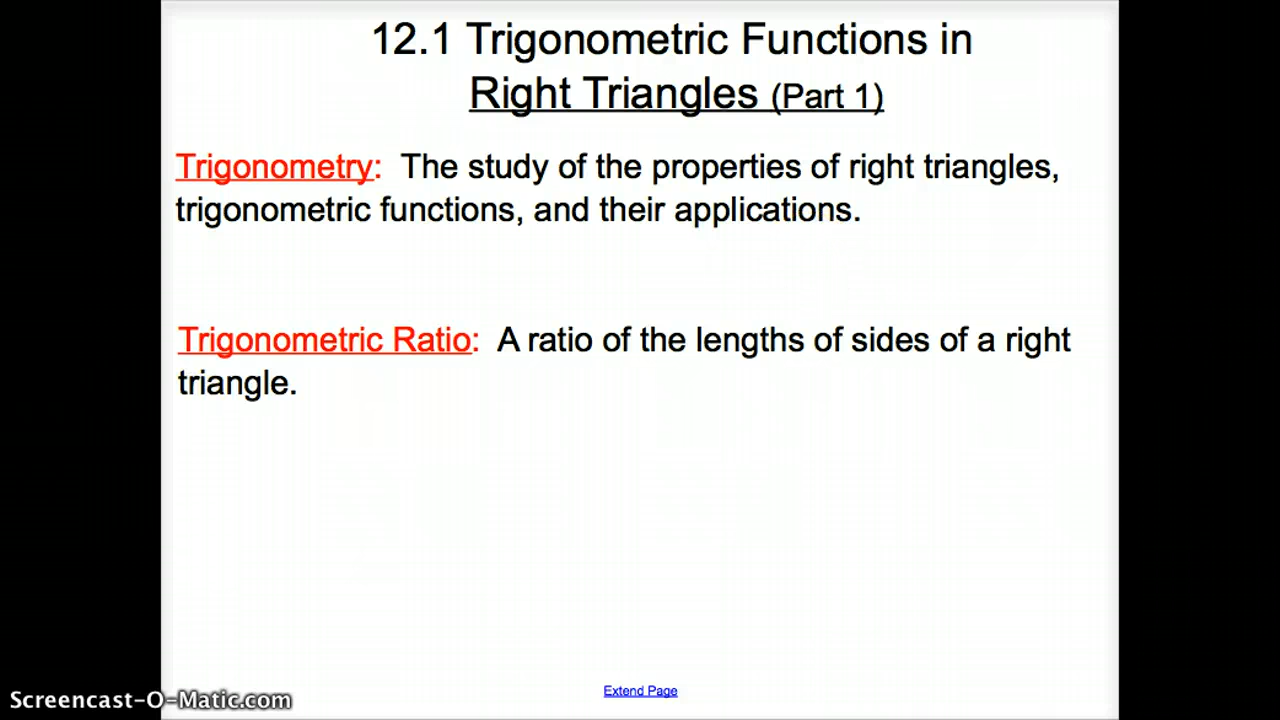 12.1 Trigonometric Functions in
Right Triangles (Part 1)
Trigonometry: The study of the properties of right triangles,
trigonometric functions, and their applications.
Trigonometric Ratio: A ratio of the lengths of sides of a right
triangle.
Extend Page
Screencast-O-Matic.com